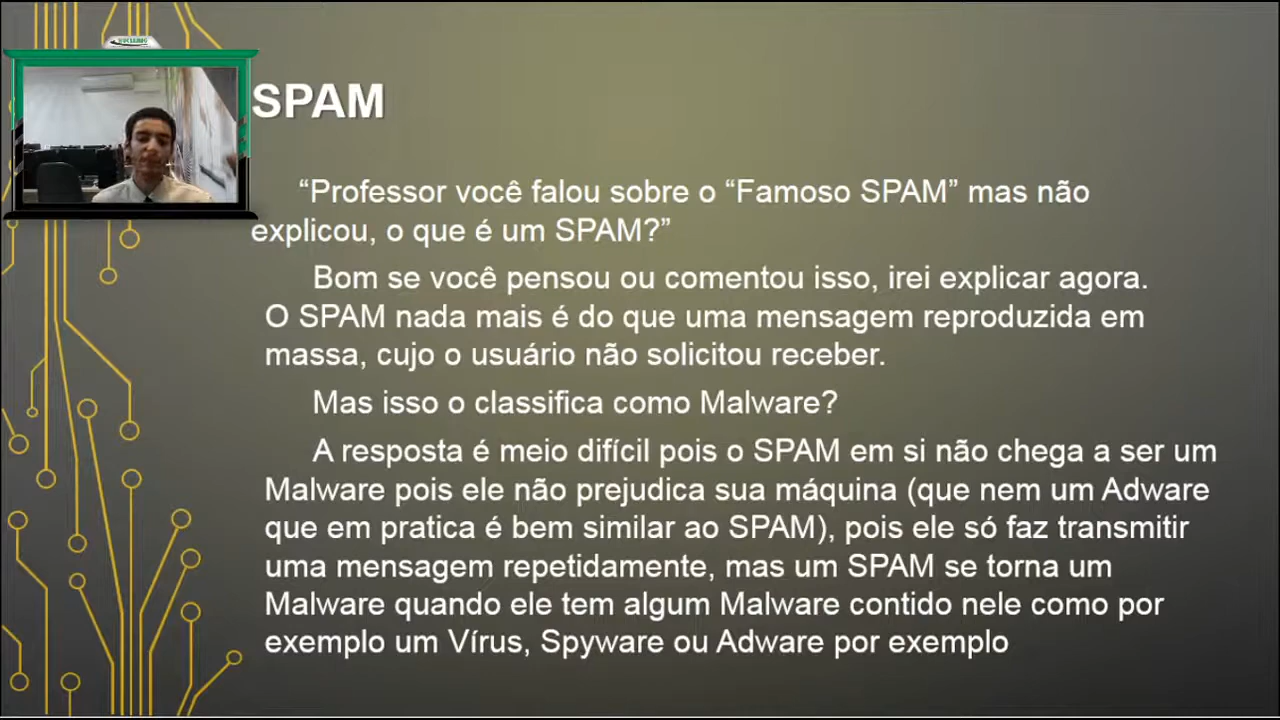 SPAM
“Professor você falou sobre o “Famoso SPAM” mas não
explicou, o que é um SPAM?”
Bom se você pensou ou comentou isso, irei explicar agora.
O SPAM nada mais é do que uma mensagem reproduzida em
massa, cujo o usuário não solicitou receber.
Mas isso o classifica como Malware?
A resposta é meio difícil pois o SPAM em si não chega a ser um
Malware pois ele não prejudica sua máquina (que nem um Adware
que em pratica é bem similar ao SPAM), pois ele só faz transmitir
uma mensagem repetidamente, mas um SPAM se torna um
Malware quando ele tem algum Malware contido nele como por
exemplo um Vírus, Spyware ou Adware por exemplo